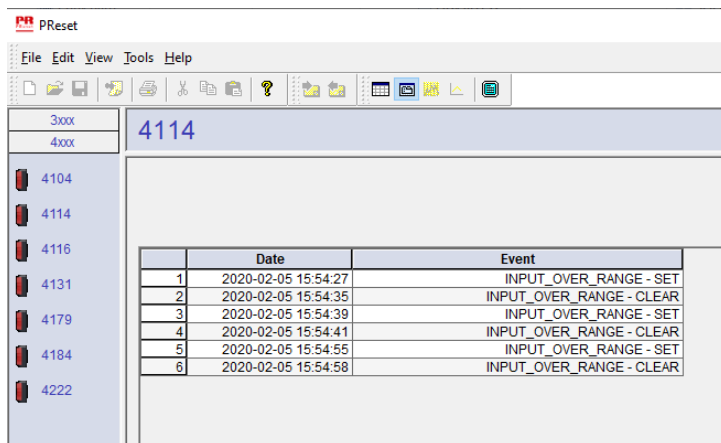 PR PReset
File Edit View Tools Help
3xxx
4xxx
4114
4104
4114
4116
4131
4179
4184
4222
Date Event
1 2020-02-05 15:54:27 INPUT_OVER_RANGE - SET
2 2020-02-05 15:54:35 INPUT_OVER_RANGE - CLEAR
3 2020-02-05 15:54:39 INPUT_OVER_RANGE - SET
4 2020-02-05 15:54:41 INPUT_OVER_RANGE - CLEAR
5 2020-02-05 15:54:55 INPUT_OVER_RANGE - SET
6 2020-02-05 15:54:58 INPUT_OVER_RANGE - CLEAR